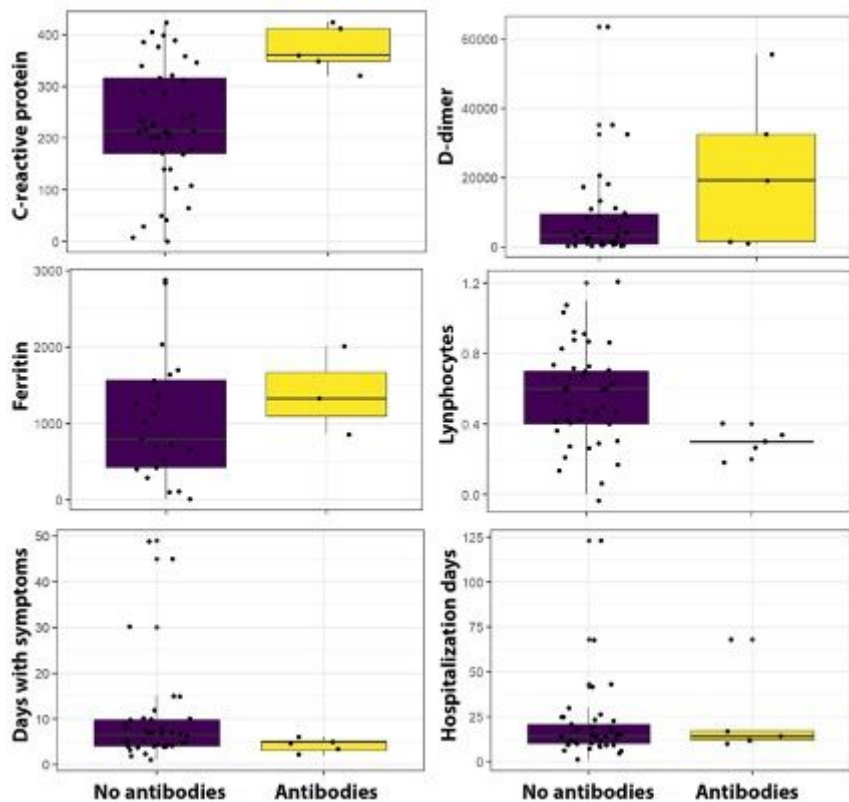 C-reactive protein
400
300
200
100
0
D-dimer
60000
40000
20000
0
Ferritin
3000
2000
1000
0
Lymphocytes
1.2
0.8
0.4
0.0
Days with symptoms
50
40
30
20
10
0
Hospitalization days
125
100
75
50
25
0
No antibodies
Antibodies
No antibodies
Antibodies